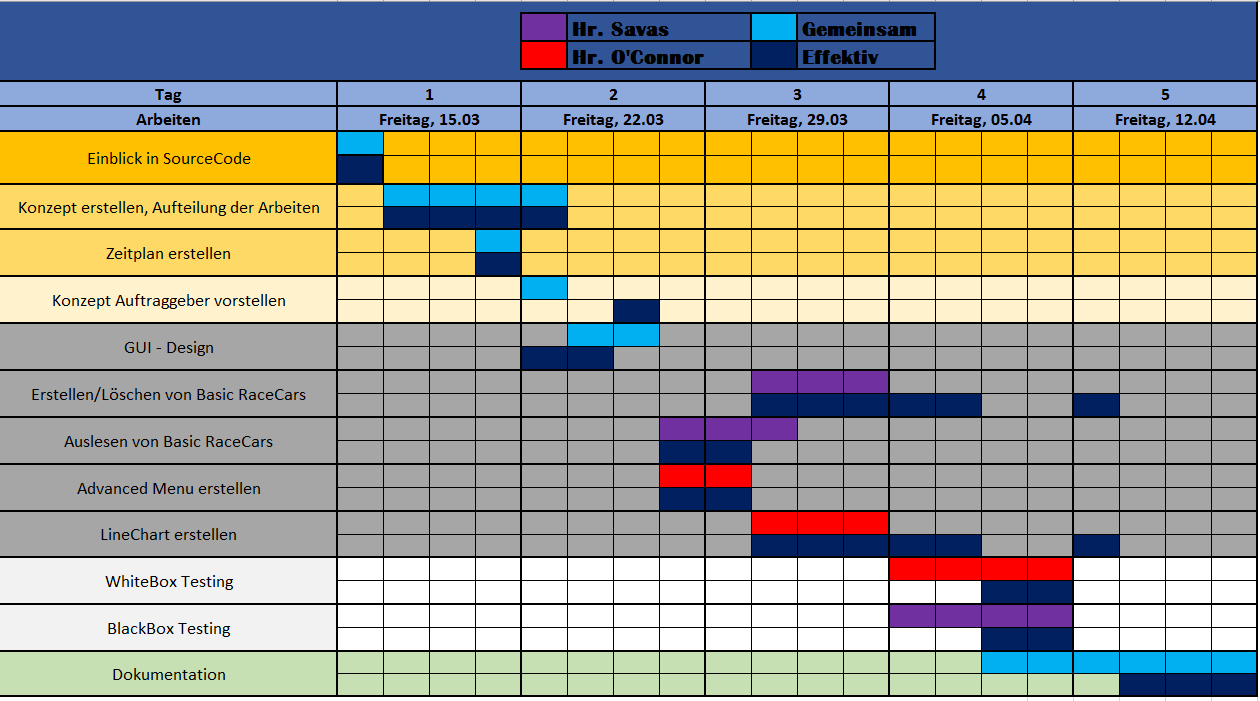 Hr. Savas Gemeinsam
Hr. O'Connor Effektiv
Tag 1 2 3 4 5
Arbeiten Freitag, 15.03 Freitag, 22.03 Freitag, 29.03 Freitag, 05.04 Freitag, 12.04
Einblick in SourceCode
Konzept erstellen, Aufteilung der Arbeiten
Zeitplan erstellen
Konzept Auftraggeber vorstellen
GUI - Design
Erstellen/Löschen von Basic RaceCars
Auslesen von Basic RaceCars
Advanced Menu erstellen
LineChart erstellen
WhiteBox Testing
BlackBox Testing
Dokumentation